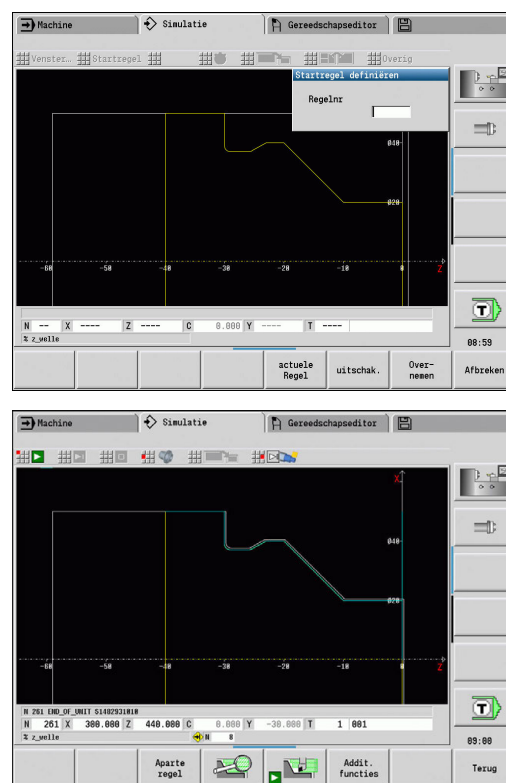 Machine Simulatie Gereedschapseditor
Venster… Startregel Overig
Startregel definiëren
Regelnr
ø40
ø20
-60 -50 -40 -30 -20 -10 0 Z
N -- X ---- Z ---- C 0.000 Y ---- T ----
% z_welle
T
08:59
actuele Regel uitschak. Over-nemen Afbreken
Machine Simulatie Gereedschapseditor
X
ø40
ø20
-60 -50 -40 -30 -20 -10 0 Z
N 261 END_OF_UNIT S1402931010
N 261 X 300.000 Z 440.000 C 0.000 Y -30.000 T 1 001
% z_welle N 8
T
09:00
Aparte regel Addit. functies Terug